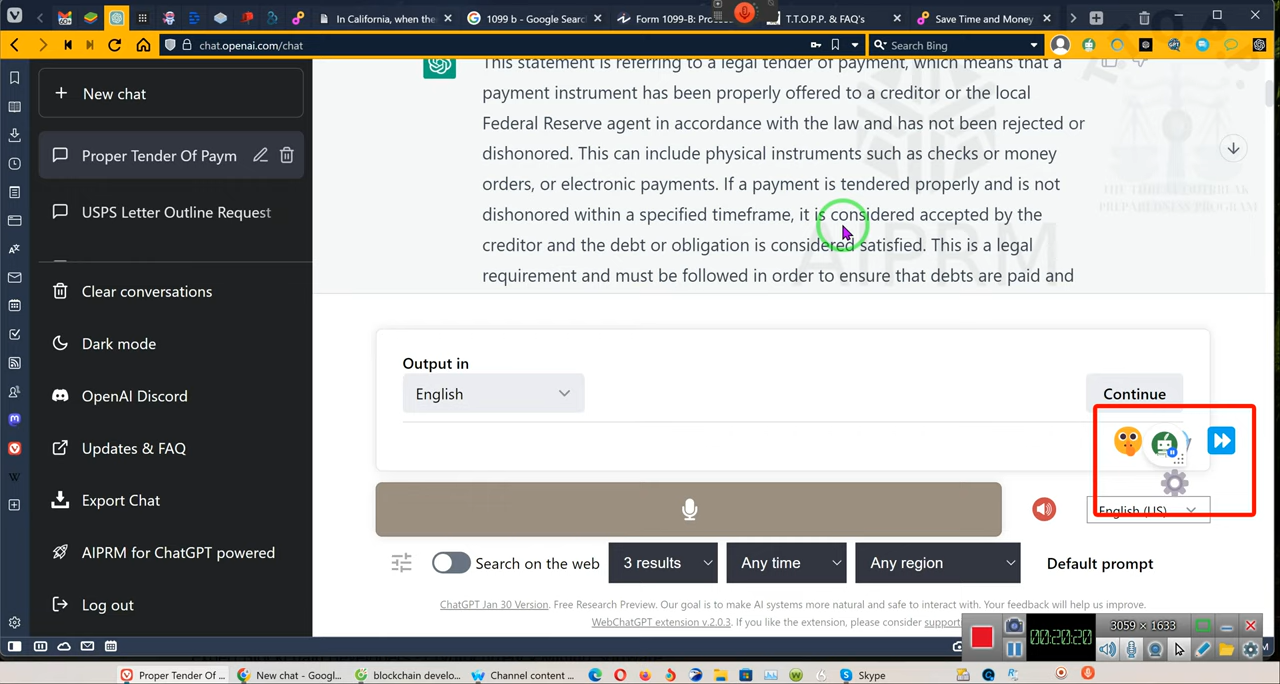 In California, when the
1099 b - Google Searc
Form 1099-B: Pro
T.T.O.P.P. & FAQ's
Save Time and Money
chat.openai.com/chat
Search Bing
New chat
Proper Tender Of Paym
USPS Letter Outline Request
Clear conversations
Dark mode
OpenAI Discord
Updates & FAQ
Export Chat
AIPRM for ChatGPT powered
Log out
This statement is referring to a legal tender of payment, which means that a
payment instrument has been properly offered to a creditor or the local
Federal Reserve agent in accordance with the law and has not been rejected or
dishonored. This can include physical instruments such as checks or money
orders, or electronic payments. If a payment is tendered properly and is not
dishonored within a specified timeframe, it is considered accepted by the
creditor and the debt or obligation is considered satisfied. This is a legal
requirement and must be followed in order to ensure that debts are paid and
THE THREAT OUTBREAK
PREPAREDNESS PROGRAM
AIPRM
Output in
English
Continue
English (US)
Search on the web
3 results
Any time
Any region
Default prompt
ChatGPT Jan 30 Version. Free Research Preview. Our goal is to make AI systems more natural and safe to interact with. Your feedback will help us improve.
WebChatGPT extension v.2.0.3. If you like the extension, please consider suppor
3059 × 1633
00:20:20
Proper Tender Of ...
New chat - Googl...
blockchain develo...
Channel content ...
Skype